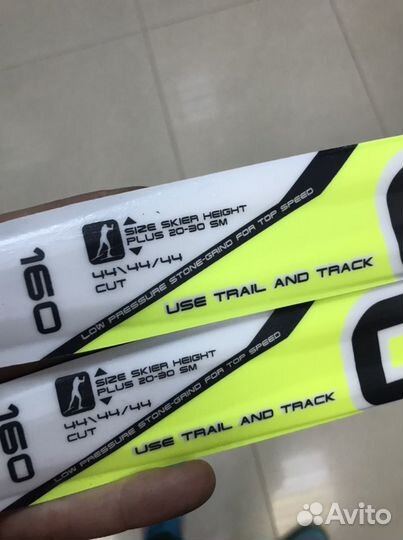 160
SIZE SKIER HEIGHT
PLUS 20-30 SM
44\44/44
CUT
LOW PRESSURE STONE-GRIND FOR TOP SPEED
USE TRAIL AND TRACK
160
SIZE SKIER HEIGHT
PLUS 20-30 SM
44\44/44
CUT
LOW PRESSURE STONE-GRIND FOR TOP SPEED
USE TRAIL AND TRACK
Avito